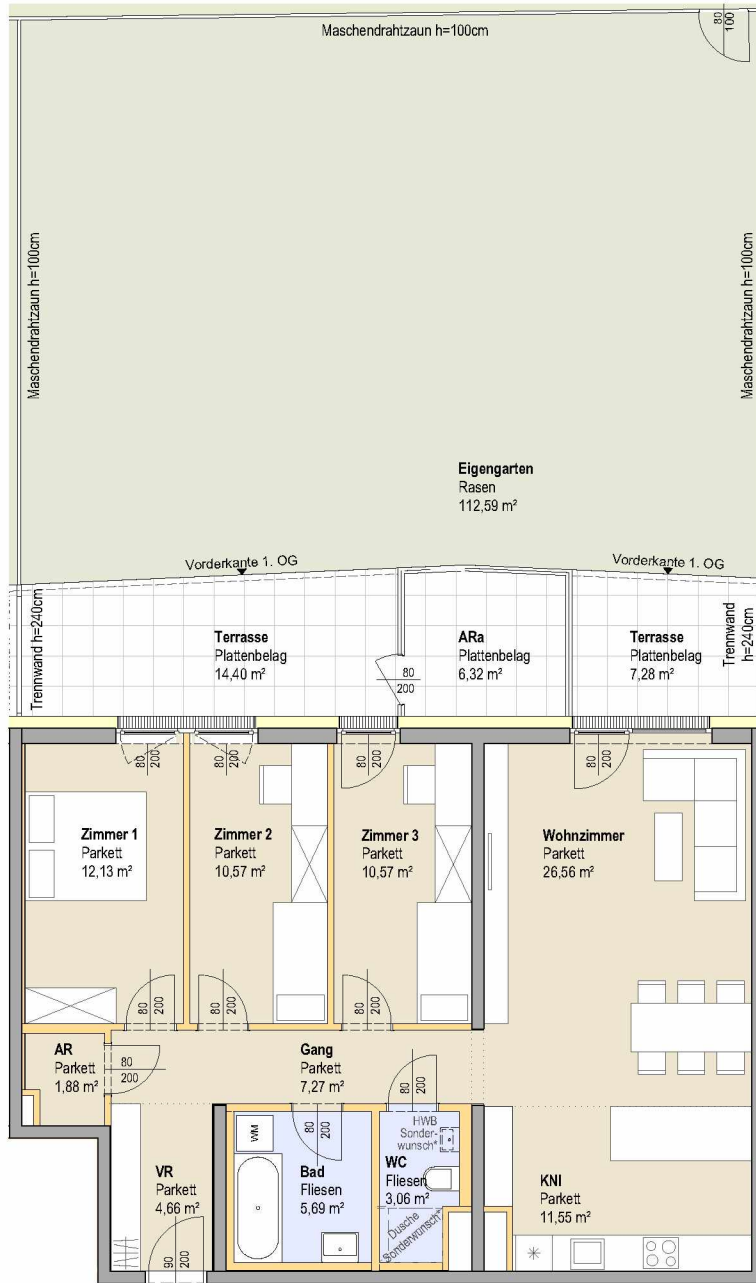 Maschendrahtzaun h=100cm
80
100
Maschendrahtzaun h=100cm
Maschendrahtzaun h=100cm
Eigengarten
Rasen
112,59 m²
Vorderkante 1. OG
Vorderkante 1. OG
Trennwand h=240cm
Terrasse
Plattenbelag
14,40 m²
80
200
ARa
Plattenbelag
6,32 m²
Terrasse
Plattenbelag
7,28 m²
Trennwand
h=240cm
80
200
80
200
80
200
80
200
Zimmer 1
Parkett
12,13 m²
Zimmer 2
Parkett
10,57 m²
Zimmer 3
Parkett
10,57 m²
Wohnzimmer
Parkett
26,56 m²
80
200
80
200
80
200
AR
Parkett
1,88 m²
80
200
Gang
Parkett
7,27 m²
80
200
80
200
WM
HWB
Sonder-
wunsch*
VR
Parkett
4,66 m²
Bad
Fliesen
5,69 m²
WC
Fliesen
3,06 m²
Dusche
Sonderwunsch*
KNI
Parkett
11,55 m²
90
200